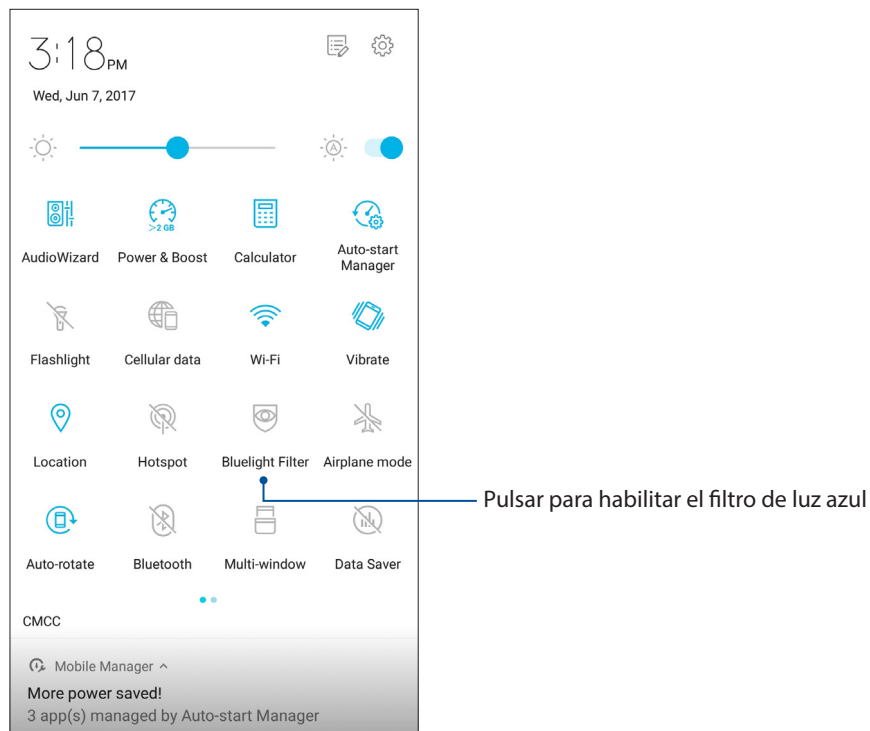 3:18 PM
Wed, Jun 7, 2017
A
>2 GB
AudioWizard Power & Boost Calculator Auto-start Manager
Flashlight Cellular data Wi-Fi Vibrate
Location Hotspot Bluelight Filter Airplane mode
Pulsar para habilitar el filtro de luz azul
Auto-rotate Bluetooth Multi-window Data Saver
CMCC
Mobile Manager
More power saved!
3 app(s) managed by Auto-start Manager